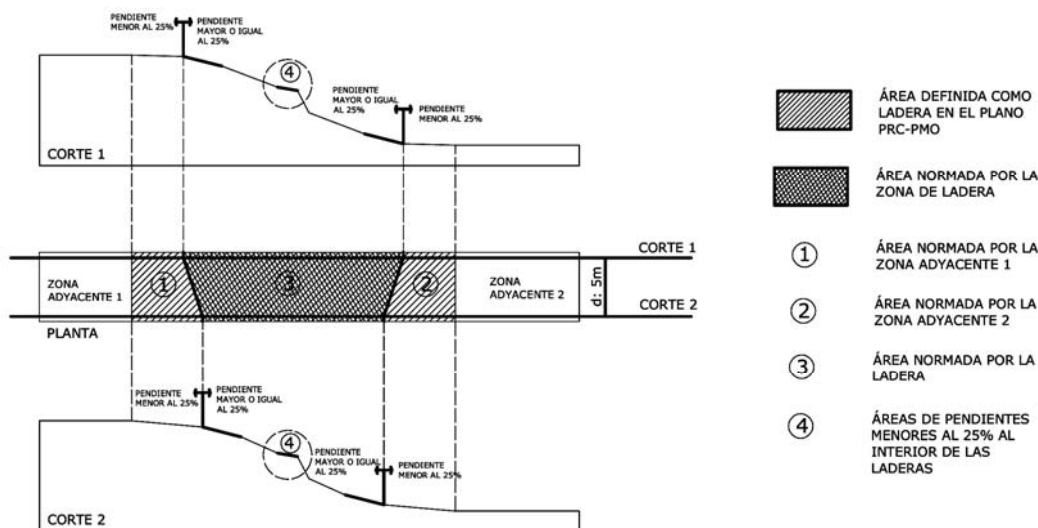 PENDIENTE
MENOR AL 25%
PENDIENTE
MAYOR O IGUAL
AL 25%
4
PENDIENTE
MAYOR O IGUAL
AL 25%
PENDIENTE
MENOR AL 25%
CORTE 1
CORTE 1
ZONA
ADYACENTE 1
1
3
2
ZONA
ADYACENTE 2
d: 5m
CORTE 2
PLANTA
PENDIENTE
MENOR AL 25%
PENDIENTE
MAYOR O IGUAL
AL 25%
4
PENDIENTE
MAYOR O IGUAL
AL 25%
PENDIENTE
MENOR AL 25%
CORTE 2
ÁREA DEFINIDA COMO
LADERA EN EL PLANO
PRC-PMO
ÁREA NORMADA POR LA
ZONA DE LADERA
1
ÁREA NORMADA POR LA
ZONA ADYACENTE 1
2
ÁREA NORMADA POR LA
ZONA ADYACENTE 2
3
ÁREA NORMADA POR LA
LADERA
4
ÁREAS DE PENDIENTES
MENORES AL 25% AL
INTERIOR DE LAS
LADERAS